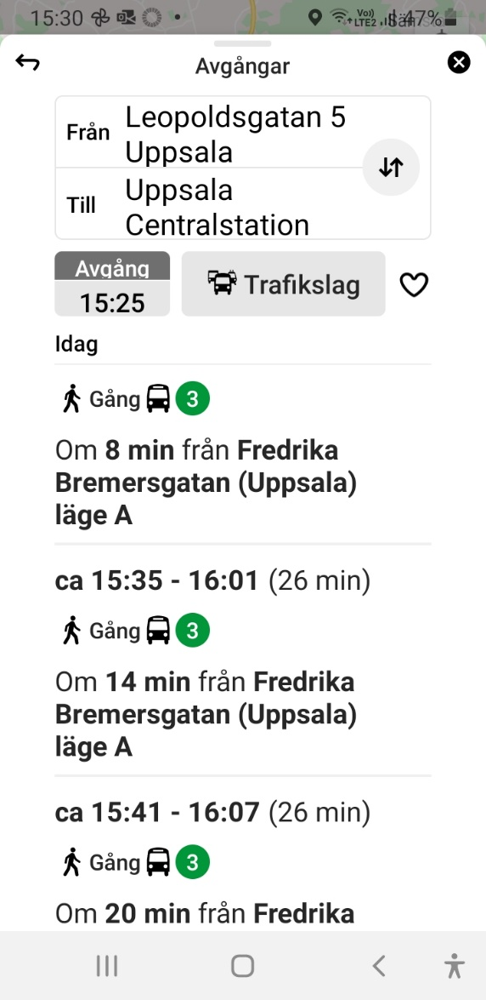 15:30 47%
Vo)
LTE2
Avgångar
Från Leopoldsgatan 5
Uppsala
Till Uppsala
Centralstation
Avgång
15:25
Trafikslag
Idag
Gång 3
Om 8 min från Fredrika
Bremersgatan (Uppsala)
läge A
ca 15:35 - 16:01 (26 min)
Gång 3
Om 14 min från Fredrika
Bremersgatan (Uppsala)
läge A
ca 15:41 - 16:07 (26 min)
Gång 3
Om 20 min från Fredrika